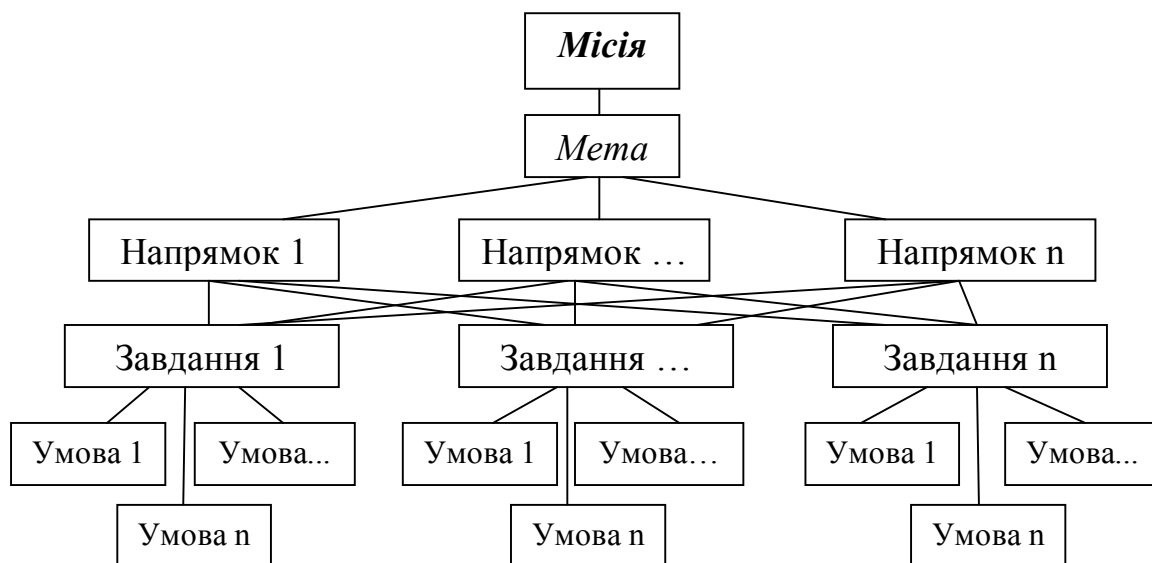 Місія
Мета
Напрямок 1
Напрямок …
Напрямок n
Завдання 1
Завдання …
Завдання n
Умова 1
Умова...
Умова 1
Умова…
Умова 1
Умова...
Умова n
Умова n
Умова n